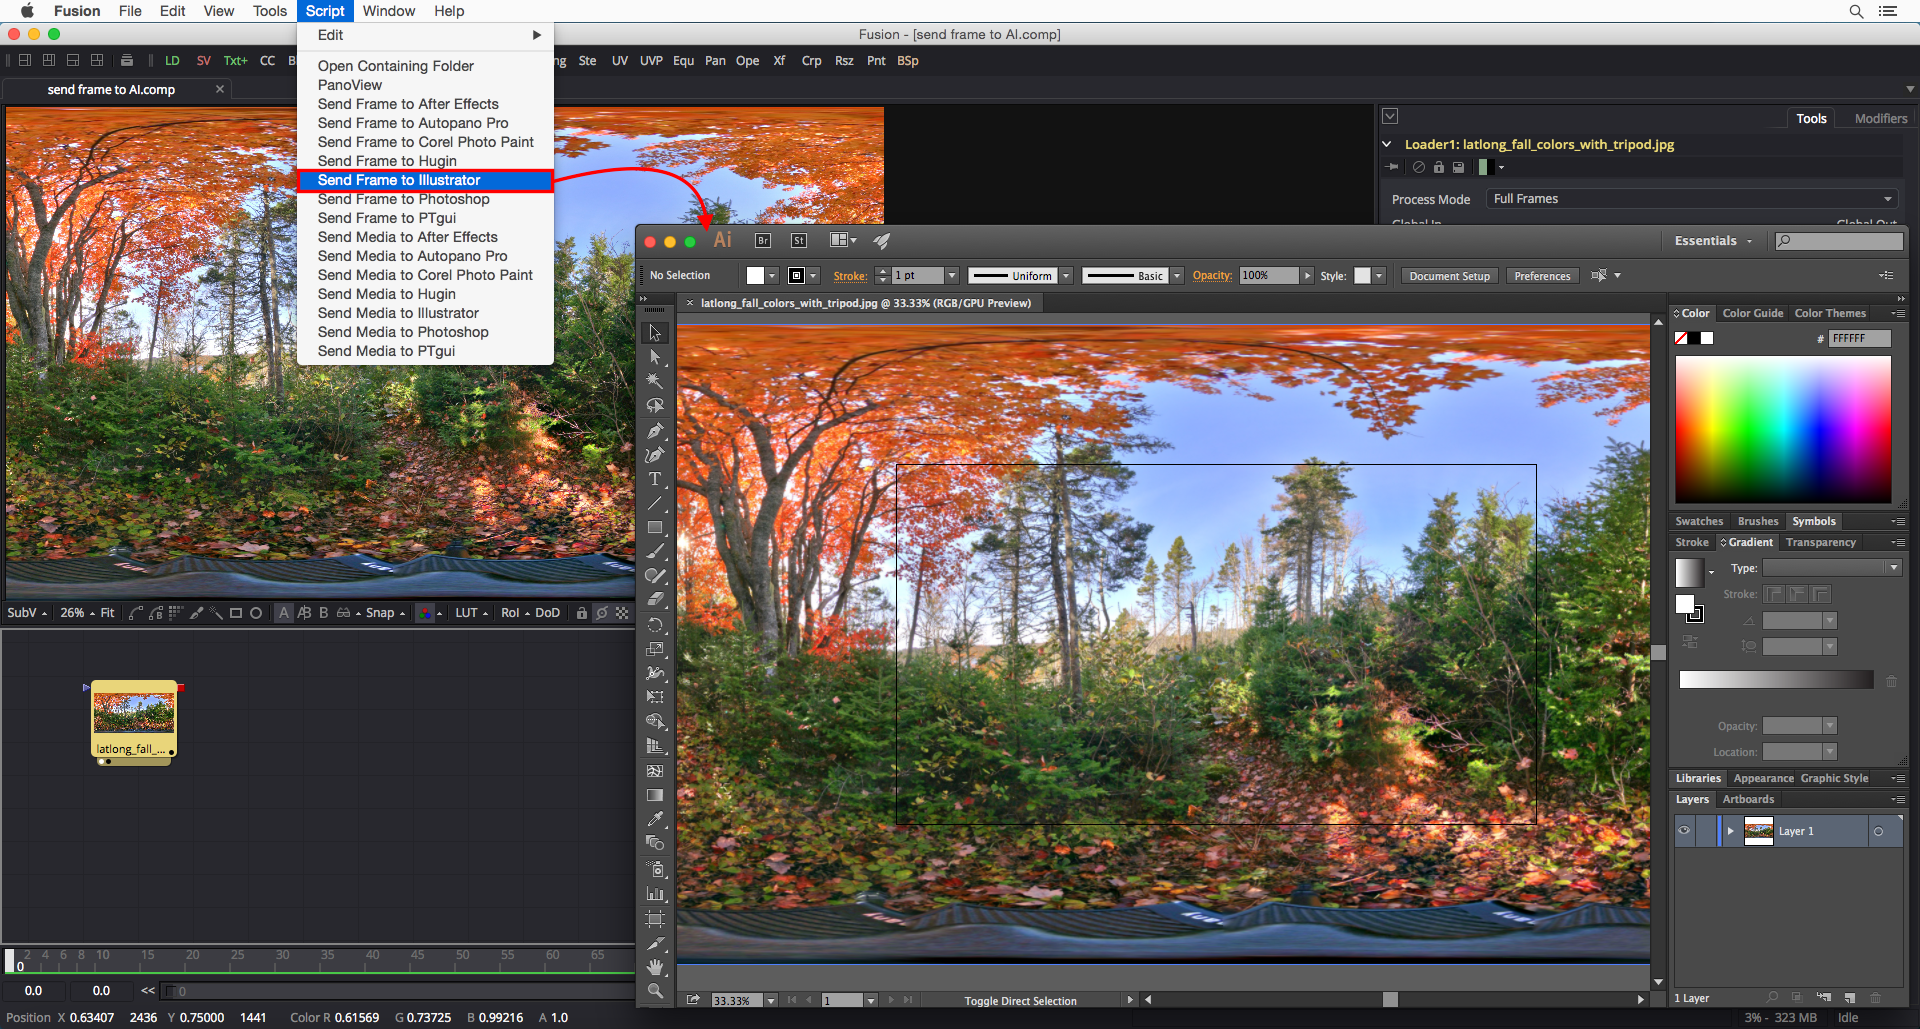 Fusion File Edit View Tools Script Window Help
Fusion - [send frame to AI.comp]
LD SV Txt+ CC Ste UV UVP Equ Pan Ope Xf Crp Rsz Pnt BSp
send frame to AI.comp
Edit
Open Containing Folder
PanoView
Send Frame to After Effects
Send Frame to Autopano Pro
Send Frame to Corel Photo Paint
Send Frame to Hugin
Send Frame to Illustrator
Send Frame to Photoshop
Send Frame to PTgui
Send Media to After Effects
Send Media to Autopano Pro
Send Media to Corel Photo Paint
Send Media to Hugin
Send Media to Illustrator
Send Media to Photoshop
Send Media to PTgui
Tools Modifiers
Loader1: latlong_fall_colors_with_tripod.jpg
Process Mode Full Frames
Global In Global Out
Ai Br St Essentials
No Selection Stroke: 1 pt Uniform Basic Opacity: 100% Style: Document Setup Preferences
× latlong_fall_colors_with_tripod.jpg @ 33.33% (RGB/GPU Preview)
Color Color Guide Color Themes
# FFFFFF
Swatches Brushes Symbols
Stroke Gradient Transparency
Type:
Stroke:
Opacity:
Location:
Libraries Appearance Graphic Style
Layers Artboards
Layer 1
1 Layer
33.33% 1 Toggle Direct Selection
SubV 26% Fit A A/B B Snap LUT RoI DoD
latlong_fall_...
0 2 4 6 8 10 15 20 25 30 35 40 45 50 55 60 65
0.0 0.0 << 0
Position X 0.63407 2436 Y 0.75000 1441 Color R 0.61569 G 0.73725 B 0.99216 A 1.0
3% - 323 MB Idle